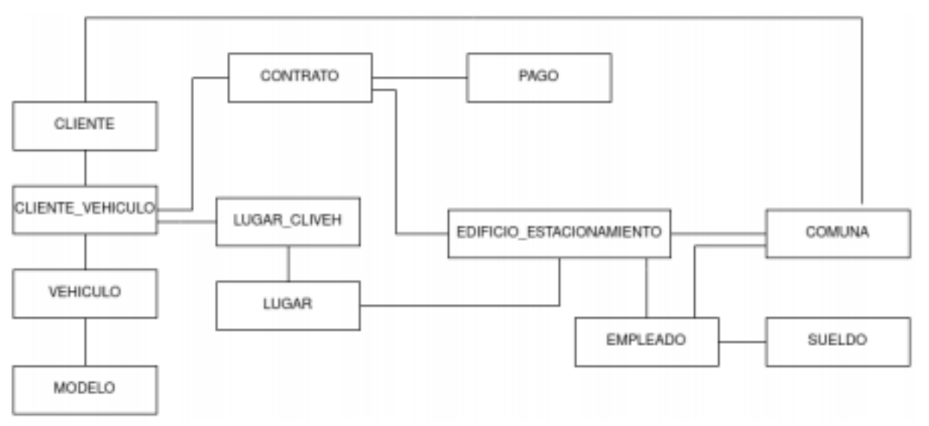 CONTRATO
PAGO
CLIENTE
CLIENTE_VEHICULO
LUGAR_CLIVEH
EDIFICIO_ESTACIONAMIENTO
COMUNA
VEHICULO
LUGAR
EMPLEADO
SUELDO
MODELO